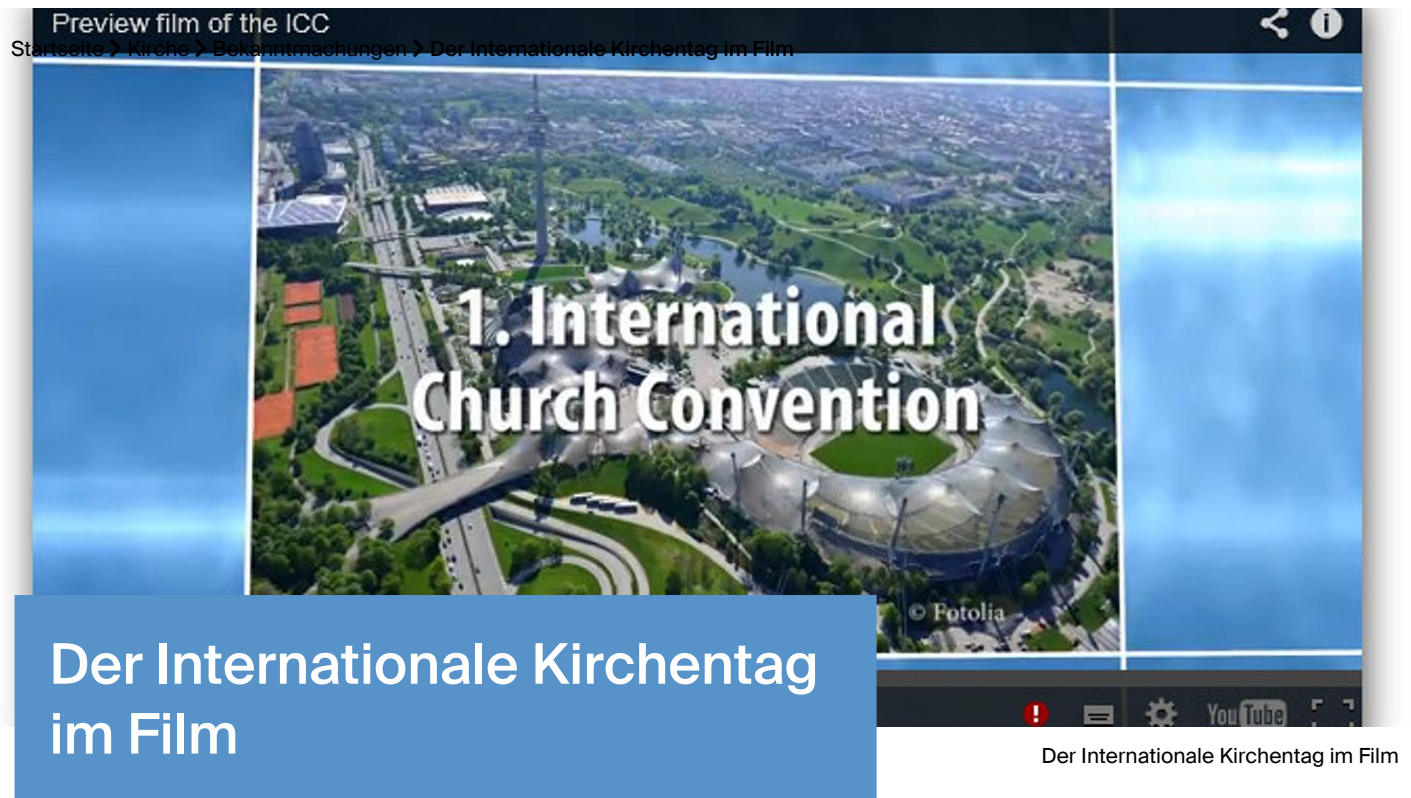 Preview film of the ICC
Startseite > Kirche > Bekanntmachungen > Der Internationale Kirchentag im Film
1. International
Church Convention
© Fotolia
Der Internationale Kirchentag
im Film
YouTube
Der Internationale Kirchentag im Film